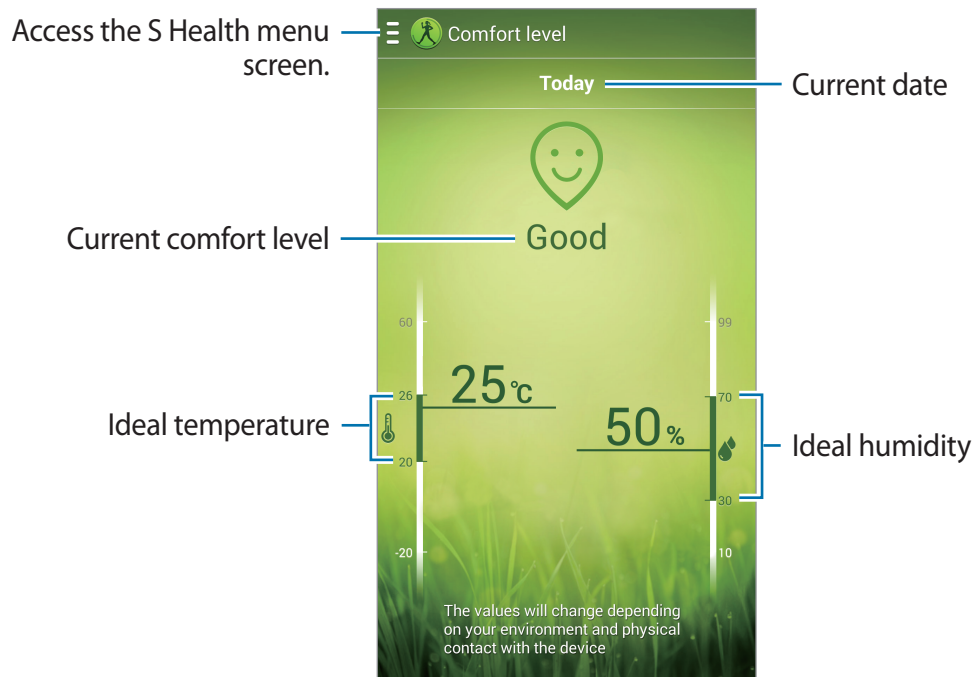 Access the S Health menu
screen.
Comfort level
Today
Current date
Current comfort level
Good
60
99
25 °C
26
70
Ideal temperature
50 %
Ideal humidity
20
30
-20
10
The values will change depending
on your environment and physical
contact with the device